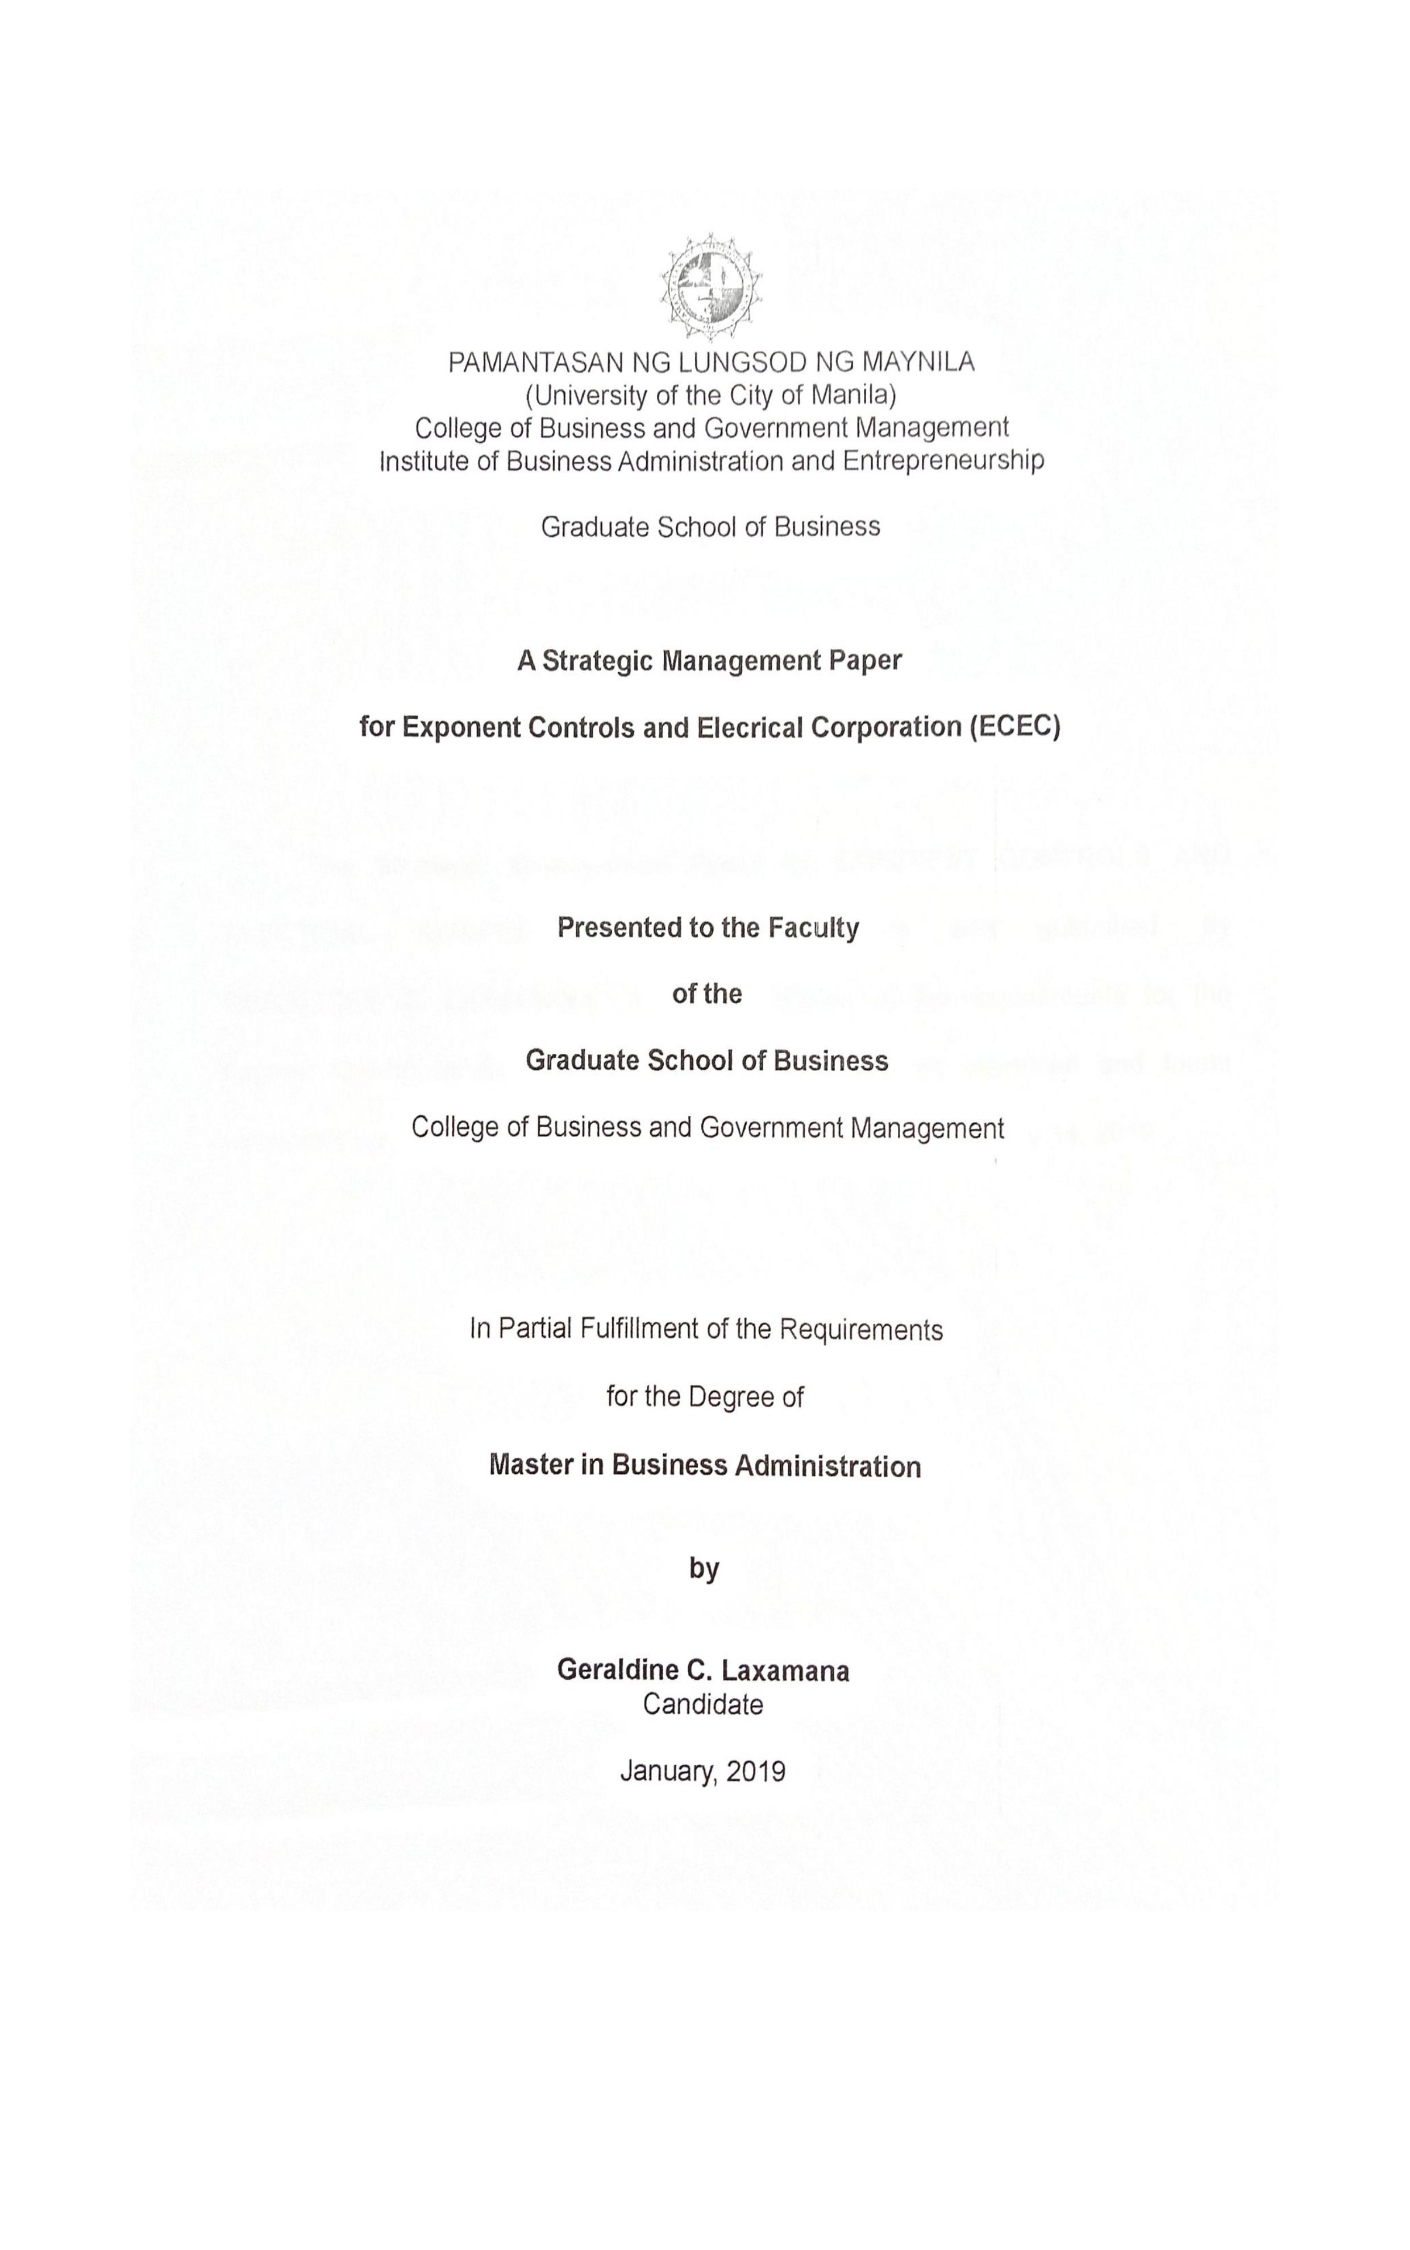 PAMANTASAN NG LUNGSOD NG MAYNILA
(University of the City of Manila)
College of Business and Government Management
Institute of Business Administration and Entrepreneurship
Graduate School of Business
A Strategic Management Paper
for Exponent Controls and Elecrical Corporation (ECEC)
Presented to the Faculty
of the
Graduate School of Business
College of Business and Government Management
In Partial Fulfillment of the Requirements
for the Degree of
Master in Business Administration
by
Geraldine C. Laxamana
Candidate
January, 2019